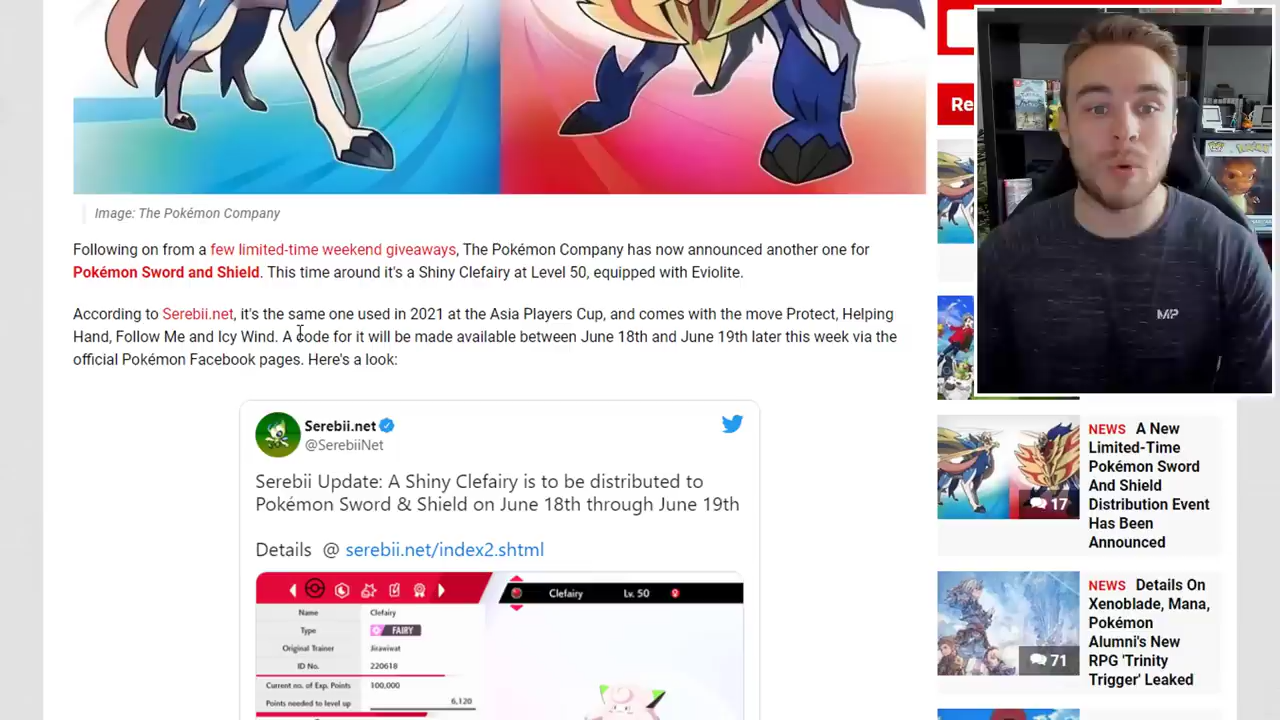 Image: The Pokémon Company
Following on from a few limited-time weekend giveaways, The Pokémon Company has now announced another one for
Pokémon Sword and Shield. This time around it's a Shiny Clefairy at Level 50, equipped with Eviolite.
According to Serebii.net, it's the same one used in 2021 at the Asia Players Cup, and comes with the move Protect, Helping
Hand, Follow Me and Icy Wind. A code for it will be made available between June 18th and June 19th later this week via the
official Pokémon Facebook pages. Here's a look:
Serebii.net
@SerebiiNet
Serebii Update: A Shiny Clefairy is to be distributed to
Pokémon Sword & Shield on June 18th through June 19th
Details @ serebii.net/index2.shtml
Name Clefairy
Type FAIRY
Original Trainer Jirawiwat
ID No. 220618
Current no. of Exp. Points 100,000
Points needed to level up 6,120
Clefairy Lv. 50
Re
MP
NEWS A New
Limited-Time
Pokémon Sword
And Shield
Distribution Event
Has Been
Announced
17
NEWS Details On
Xenoblade, Mana,
Pokémon
Alumni's New
RPG 'Trinity
Trigger' Leaked
71